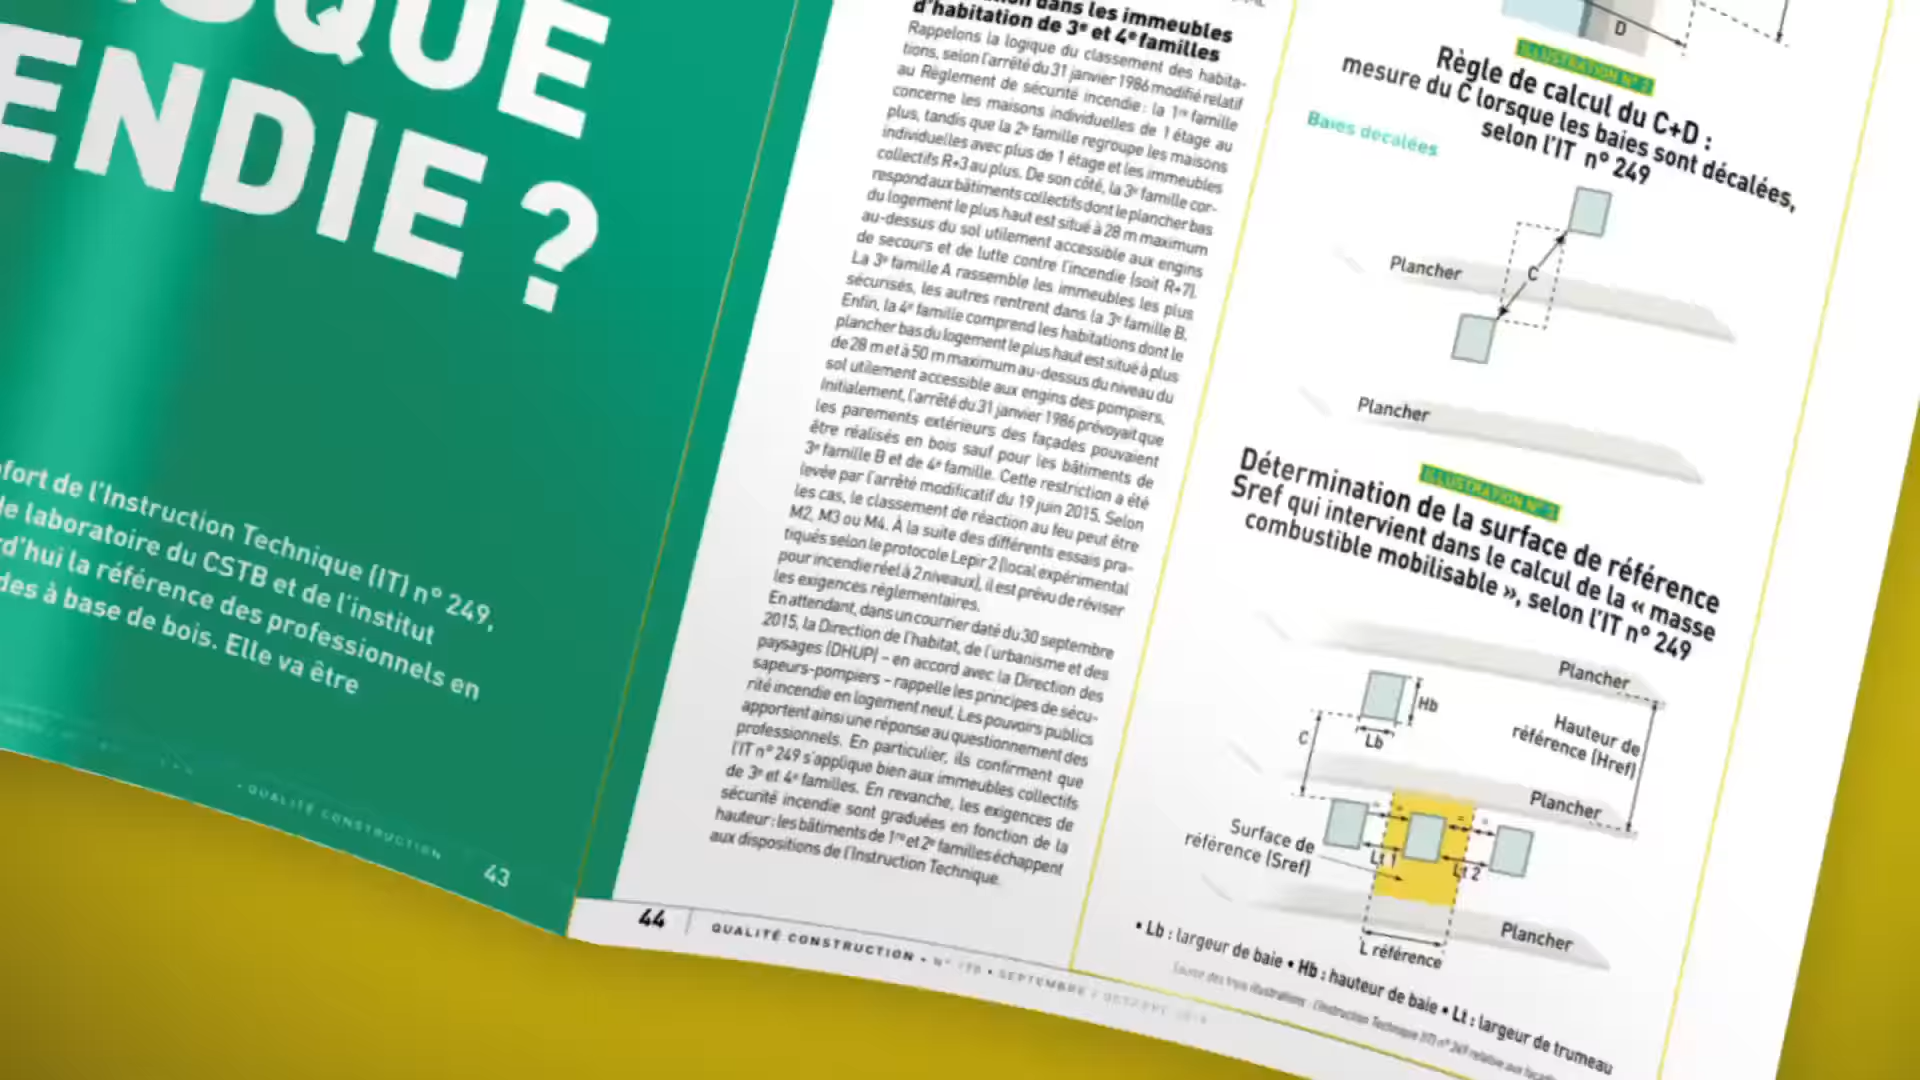 SQUE
ENDIE ?
fort de l'Instruction Technique (IT) n° 249,
de laboratoire du CSTB et de l'institut
rd'hui la référence des professionnels en
des à base de bois. Elle va être
• QUALITÉ CONSTRUCTION
43
dans les immeubles
d'habitation de 3e et 4e familles
Rappelons la logique du classement des habita-
tions, selon l'arrêté du 31 janvier 1986 modifié relatif
au Règlement de sécurité incendie : la 1re famille
concerne les maisons individuelles de 1 étage au
plus, tandis que la 2e famille regroupe les maisons
individuelles avec plus de 1 étage et les immeubles
collectifs R+3 au plus. De son côté, la 3e famille cor-
respond aux bâtiments collectifs dont le plancher bas
du logement le plus haut est situé à 28 m maximum
au-dessus du sol utilement accessible aux engins
de secours et de lutte contre l'incendie (soit R+7).
La 3e famille A rassemble les immeubles les plus
sécurisés, les autres rentrent dans la 3e famille B.
Enfin, la 4e famille comprend les habitations dont le
plancher bas du logement le plus haut est situé à plus
de 28 m et à 50 m maximum au-dessus du niveau du
sol utilement accessible aux engins des pompiers.
Initialement, l'arrêté du 31 janvier 1986 prévoyait que
les parements extérieurs des façades pouvaient
être réalisés en bois sauf pour les bâtiments de
3e famille B et de 4e famille. Cette restriction a été
levée par l'arrêté modificatif du 19 juin 2015. Selon
les cas, le classement de réaction au feu peut être
M2, M3 ou M4. À la suite des différents essais pra-
tiqués selon le protocole Lepir 2 (local expérimental
pour incendie réel à 2 niveaux), il est prévu de réviser
les exigences réglementaires.
En attendant, dans un courrier daté du 30 septembre
2015, la Direction de l'habitat, de l'urbanisme et des
paysages (DHUP) – en accord avec la Direction des
sapeurs-pompiers – rappelle les principes de sécu-
rité incendie en logement neuf. Les pouvoirs publics
apportent ainsi une réponse au questionnement des
professionnels. En particulier, ils confirment que
l'IT n° 249 s'applique bien aux immeubles collectifs
de 3e et 4e familles. En revanche, les exigences de
sécurité incendie sont graduées en fonction de la
hauteur : les bâtiments de 1re et 2e familles échappent
aux dispositions de l'Instruction Technique.
44
QUALITÉ CONSTRUCTION • N° 178 • SEPTEMBRE / OCTOBRE
D
ILLUSTRATION N° 2
Règle de calcul du C+D :
mesure du C lorsque les baies sont décalées,
selon l'IT n° 249
Baies décalées
Plancher
C
Plancher
ILLUSTRATION N° 3
Détermination de la surface de référence
Sref qui intervient dans le calcul de la « masse
combustible mobilisable », selon l'IT n° 249
Plancher
Hb
Lb
C
Hauteur de
référence (Href)
Plancher
= = = =
Surface de
référence (Sref)
Lt 1
Lt 2
Plancher
L référence
• Lb : largeur de baie • Hb : hauteur de baie • Lt : largeur de trumeau
Source des trois illustrations : l'Instruction Technique (IT) n° 249 relative aux